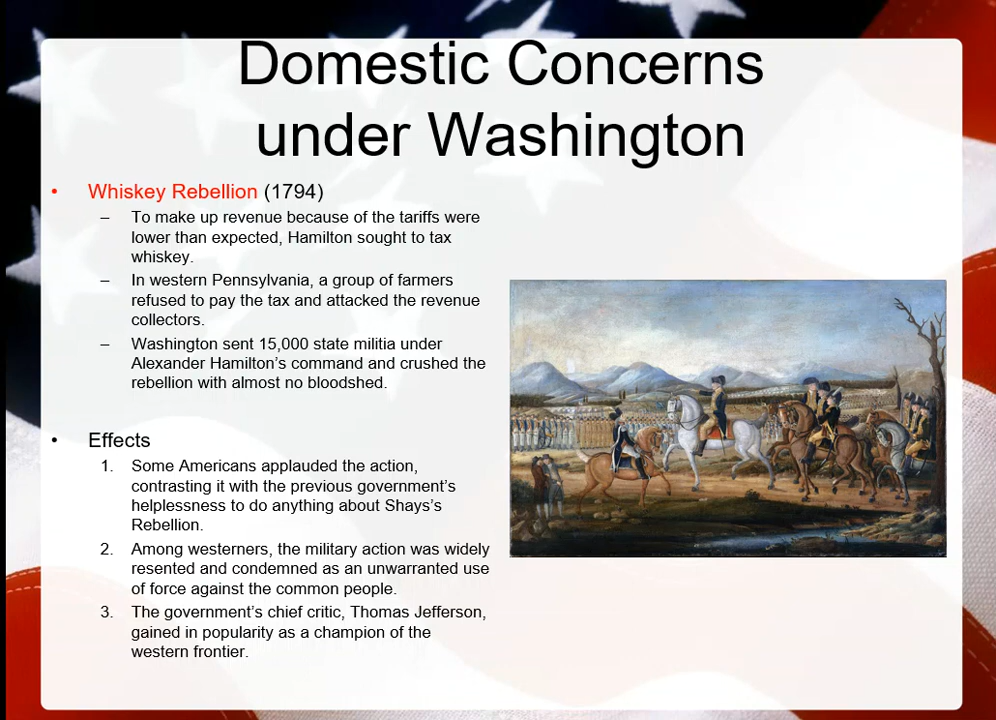 Domestic Concerns
under Washington
• Whiskey Rebellion (1794)
– To make up revenue because of the tariffs were
lower than expected, Hamilton sought to tax
whiskey.
– In western Pennsylvania, a group of farmers
refused to pay the tax and attacked the revenue
collectors.
– Washington sent 15,000 state militia under
Alexander Hamilton's command and crushed the
rebellion with almost no bloodshed.
• Effects
1. Some Americans applauded the action,
contrasting it with the previous government's
helplessness to do anything about Shays's
Rebellion.
2. Among westerners, the military action was widely
resented and condemned as an unwarranted use
of force against the common people.
3. The government's chief critic, Thomas Jefferson,
gained in popularity as a champion of the
western frontier.